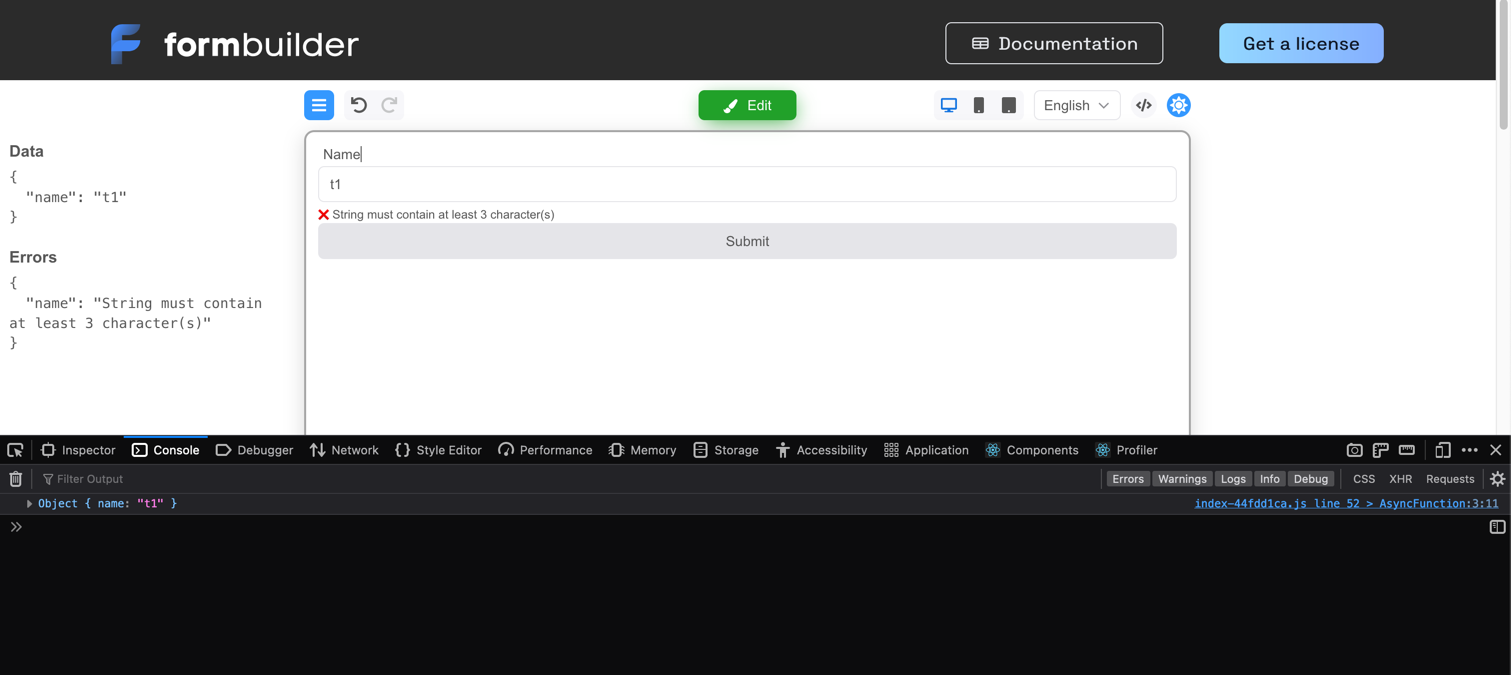 formbuilder
Documentation
Get a license
Edit
English
Data
{
"name": "t1"
}
Errors
{
"name": "String must contain
at least 3 character(s)"
}
Name
t1
❌ String must contain at least 3 character(s)
Submit
Inspector Console Debugger Network {} Style Editor Performance Memory Storage Accessibility Application Components Profiler
Filter Output Errors Warnings Logs Info Debug CSS XHR Requests
Object { name: "t1" } index-44fdd1ca.js line 52 > AsyncFunction:3:11